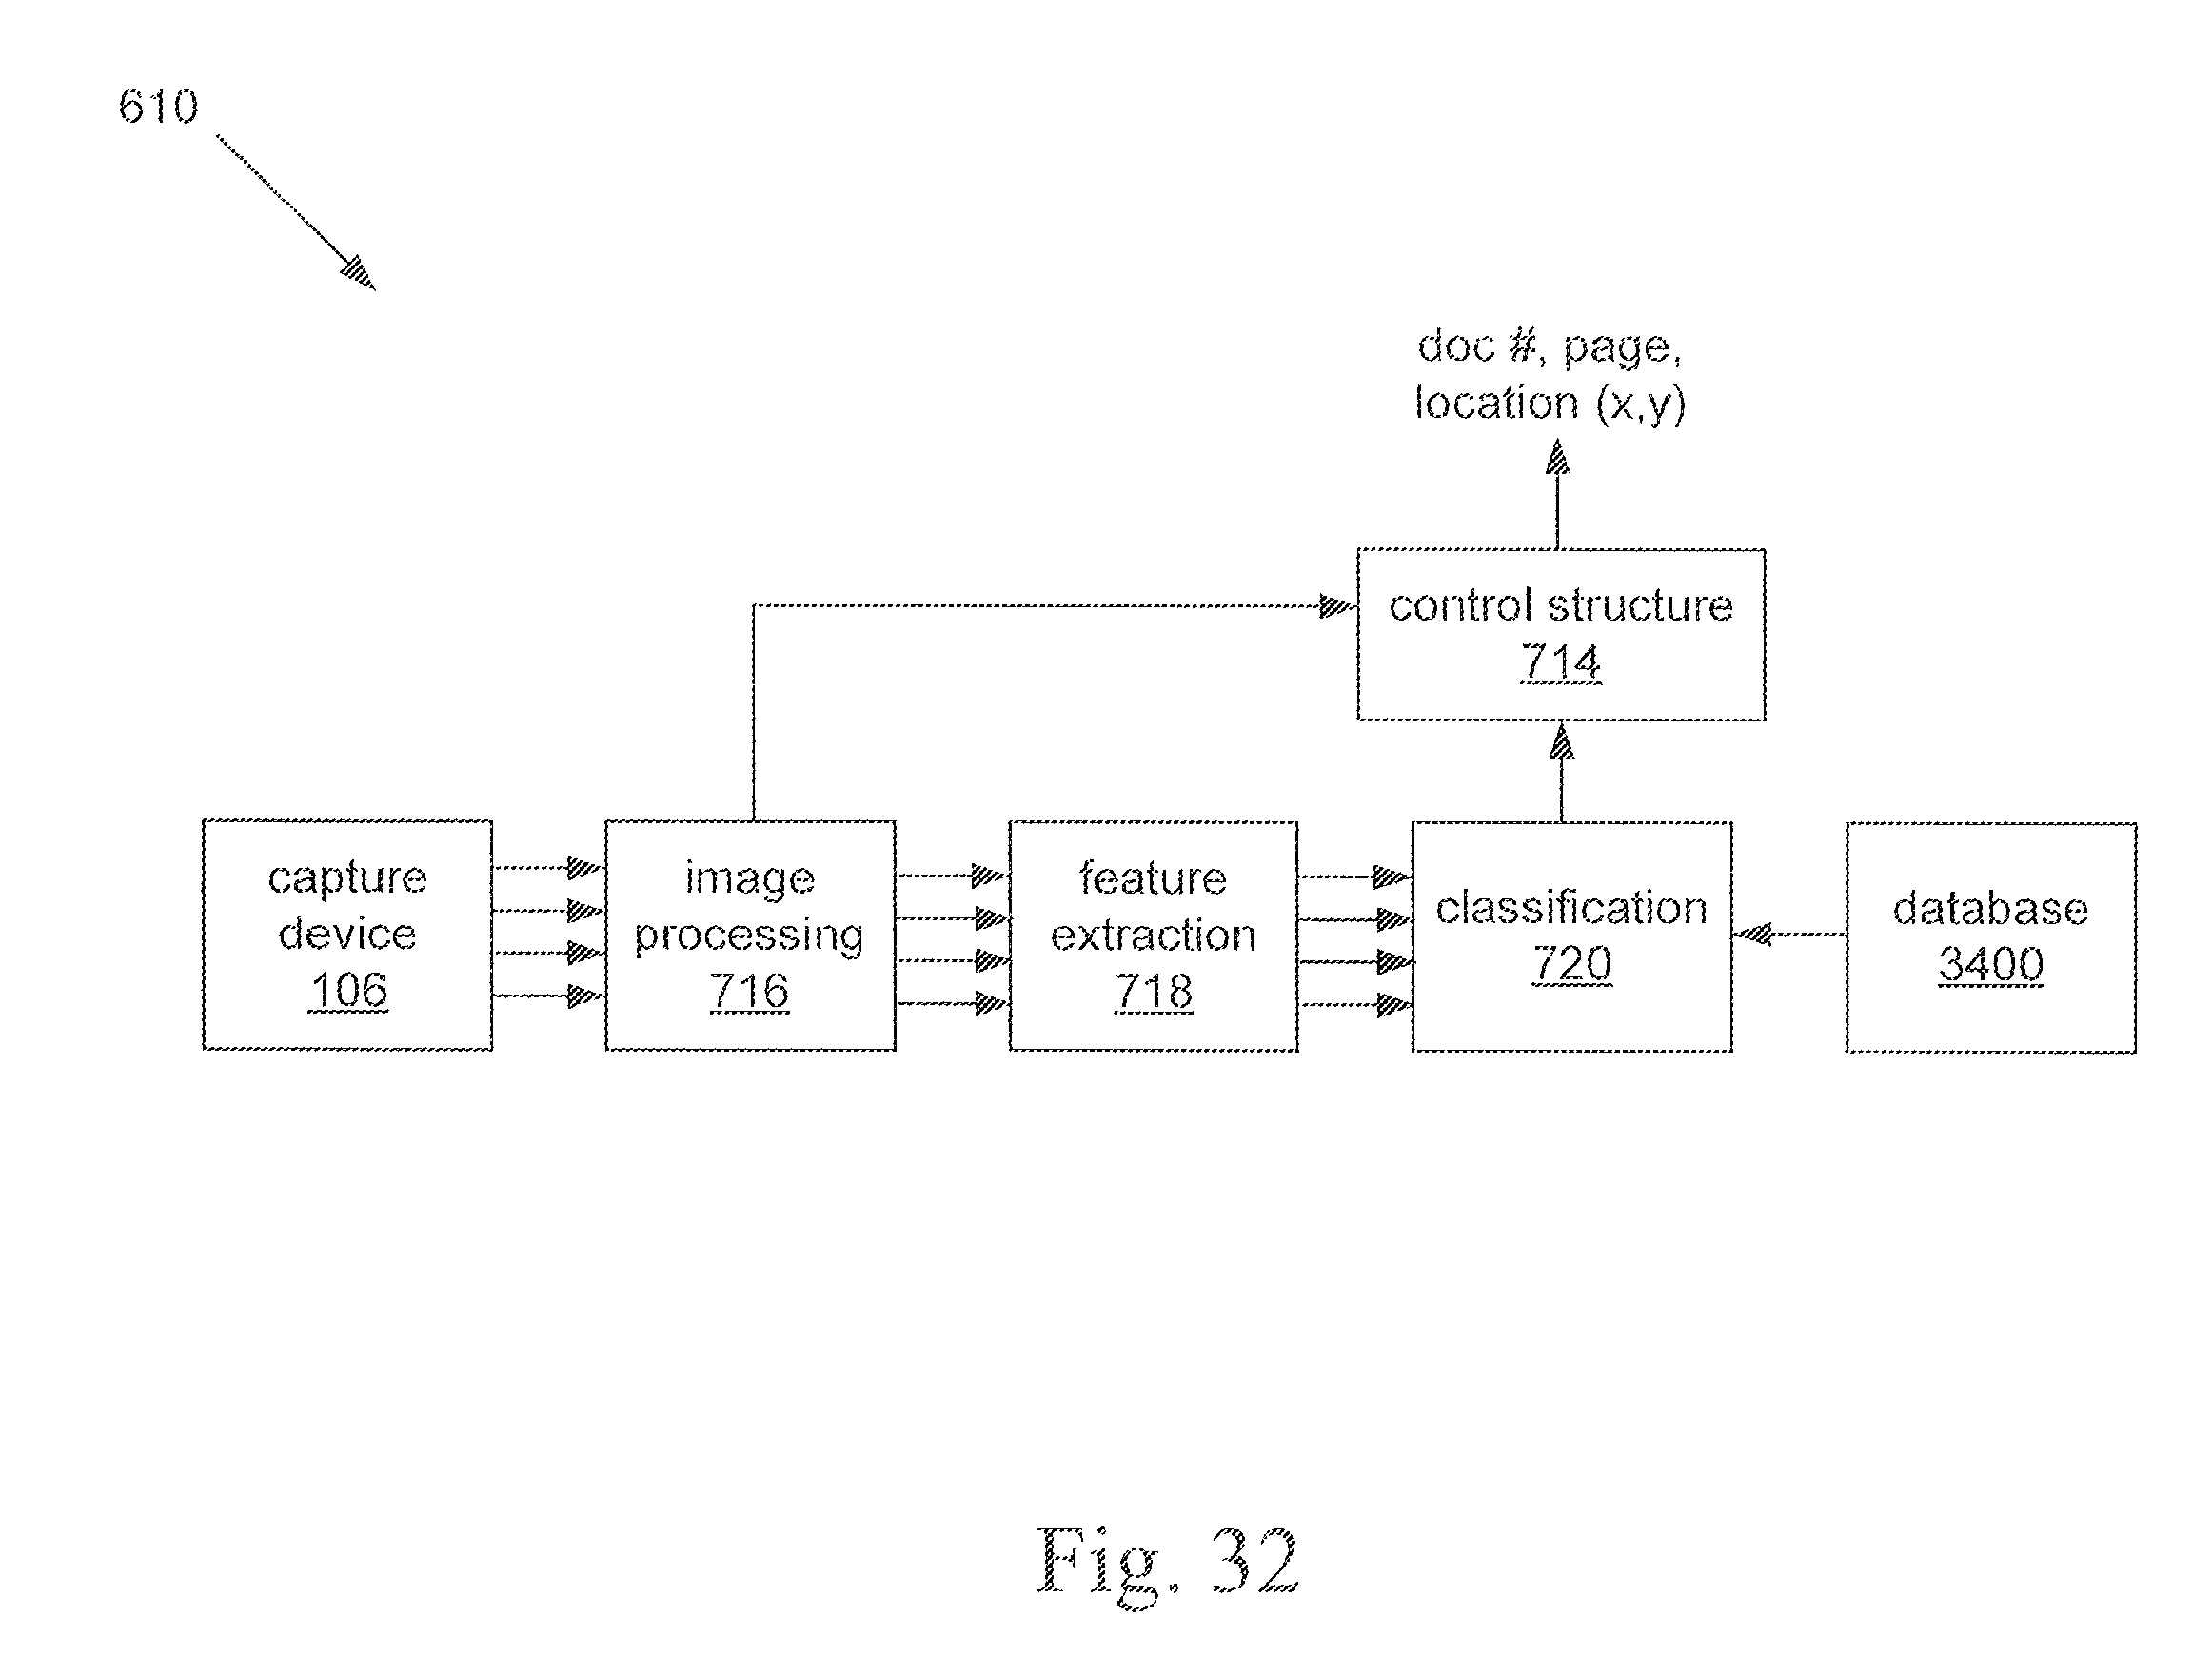 610
doc #, page,
location (x,y)
control structure
714
capture
device
106
image
processing
716
feature
extraction
718
classification
720
database
3400
Fig. 32